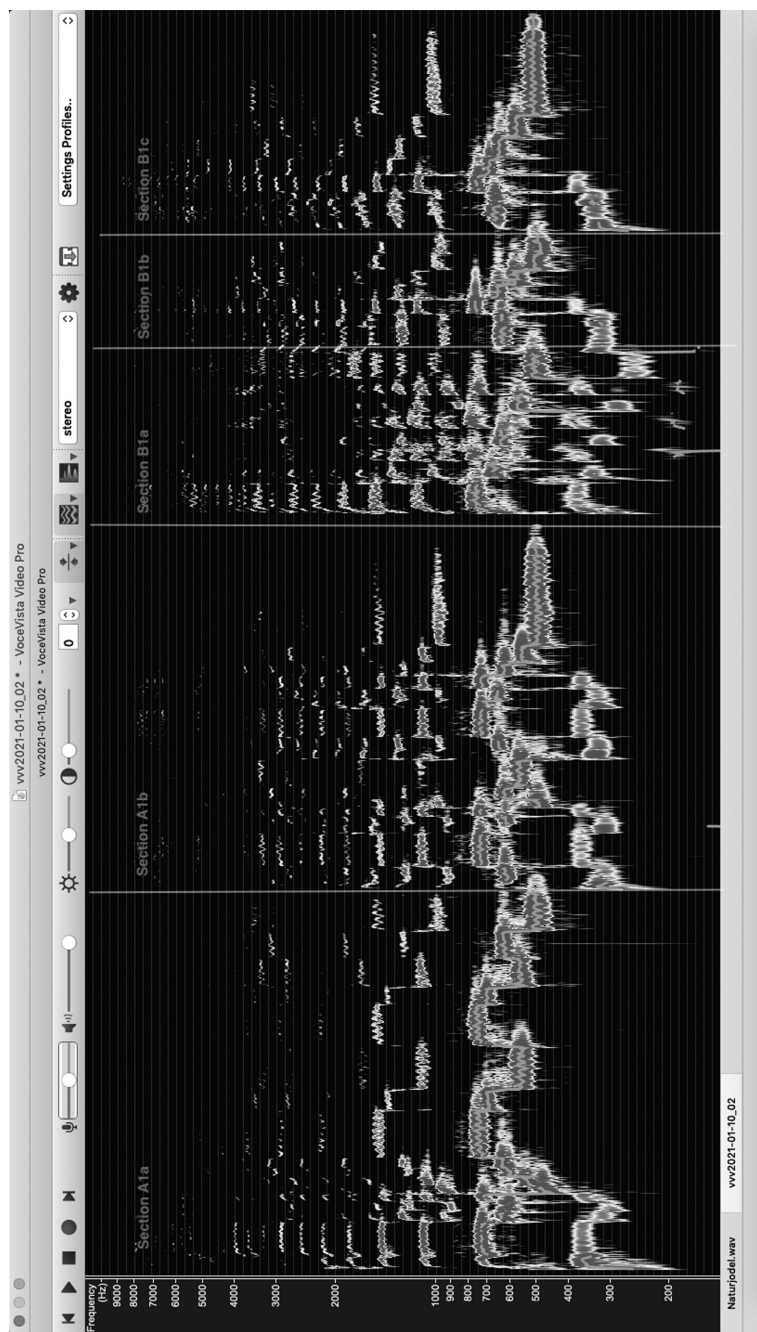 vvv2021-01-10_02 * - VoceVista Video Pro
vvv2021-01-10_02 * - VoceVista Video Pro
0
stereo
Settings Profiles..
Frequency
(Hz)
9000
8000
7000
6000
5000
4000
3000
2000
1000
900
800
700
600
500
400
300
200
Section A1a
Section A1b
Section B1a
Section B1b
Section B1c
Naturjodel.wav
vvv2021-01-10_02